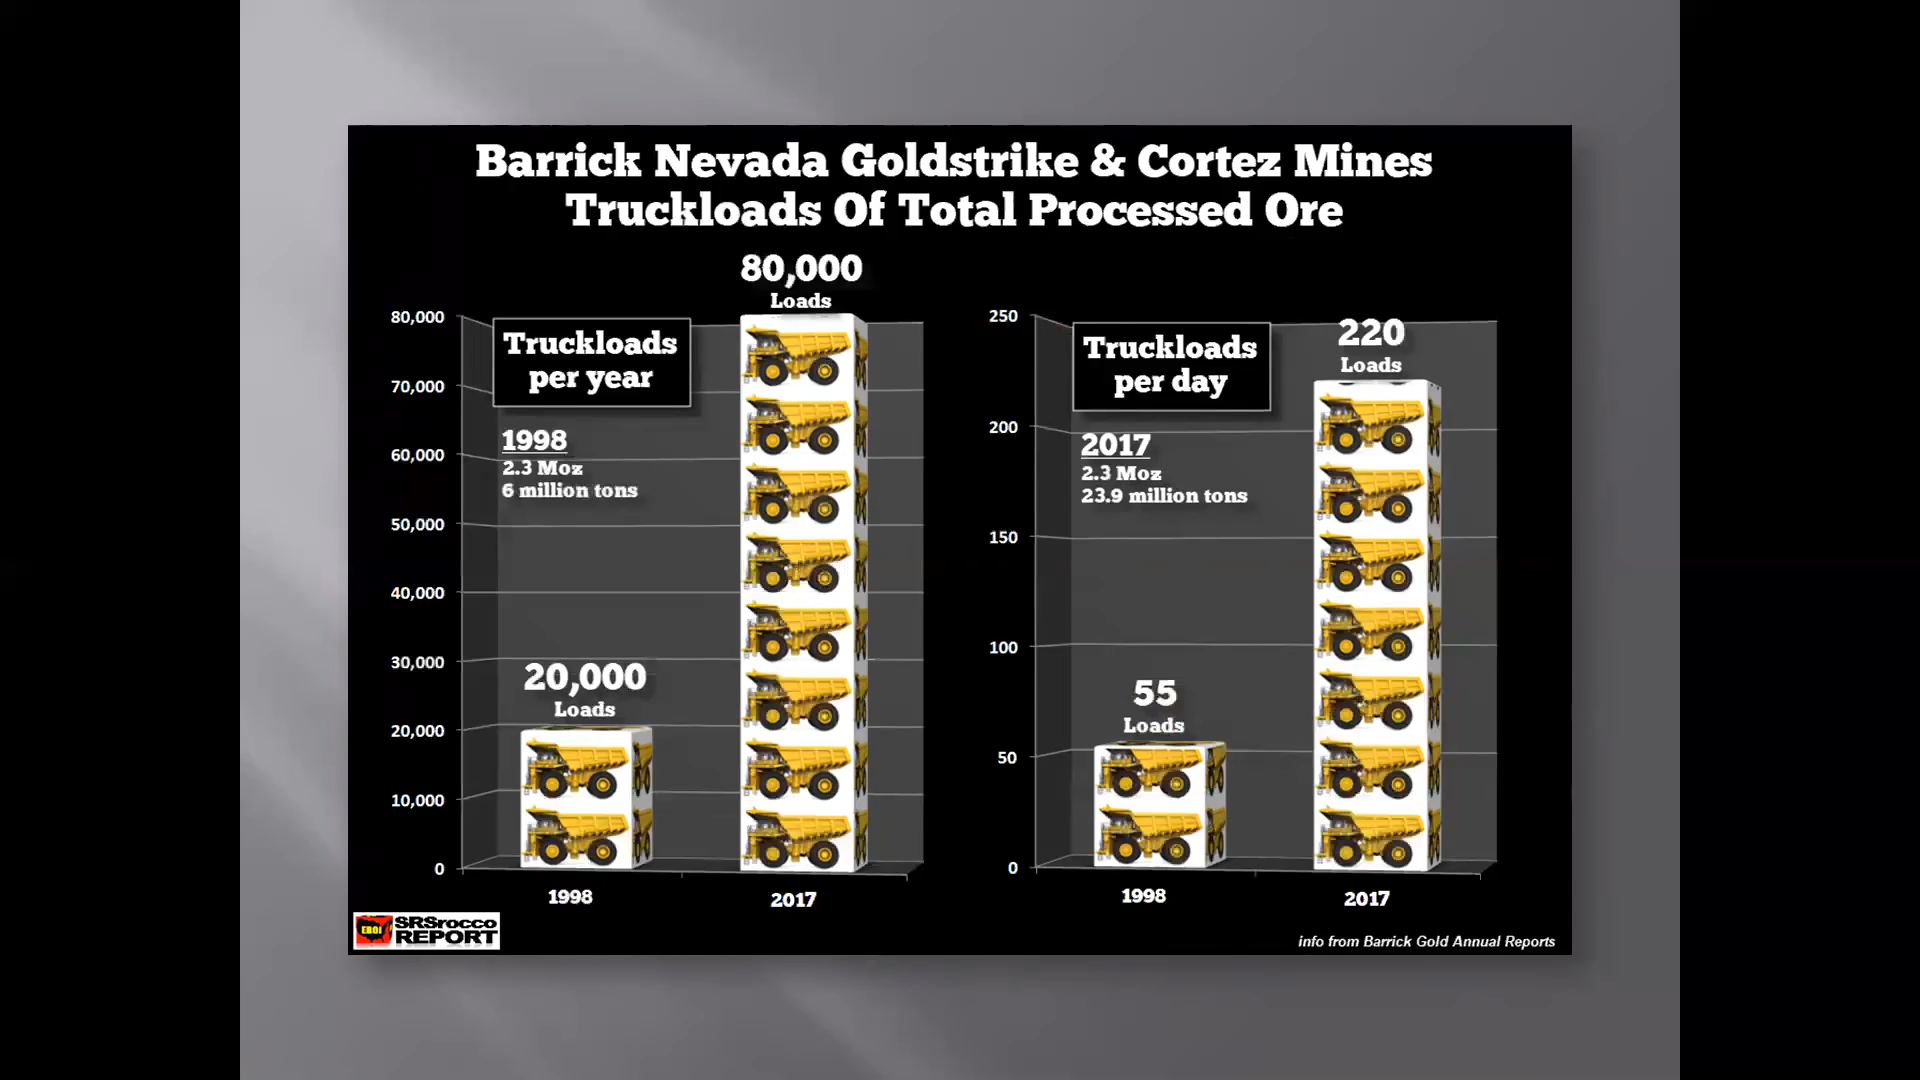 Barrick Nevada Goldstrike & Cortez Mines
Truckloads Of Total Processed Ore
80,000
Loads
80,000
70,000
60,000
50,000
40,000
30,000
20,000
10,000
0
Truckloads
per year
1998
2.3 Moz
6 million tons
20,000
Loads
1998
2017
250
200
150
100
50
0
Truckloads
per day
2017
2.3 Moz
23.9 million tons
220
Loads
55
Loads
1998
2017
EROI
SRSrocco
REPORT
info from Barrick Gold Annual Reports